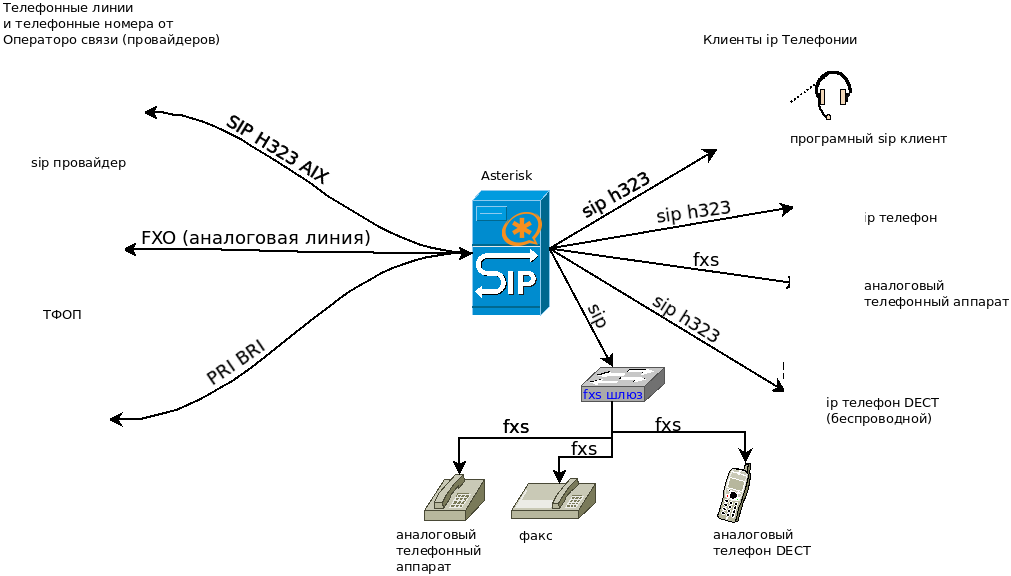 Телефонные линии
и телефонные номера от
Операторо связи (провайдеров)
Клиенты ip Телефонии
SIP H323 AIX
програмный sip клиент
sip провайдер
Asterisk
sip h323
sip h323
ip телефон
FXO (аналоговая линия)
fxs
SIP
аналоговый
телефонный аппарат
ТФОП
sip
sip h323
PRI BRI
fxs шлюз
ip телефон DECT
(беспроводной)
fxs
fxs
fxs
аналоговый
телефонный
аппарат
факс
аналоговый
телефон DECT